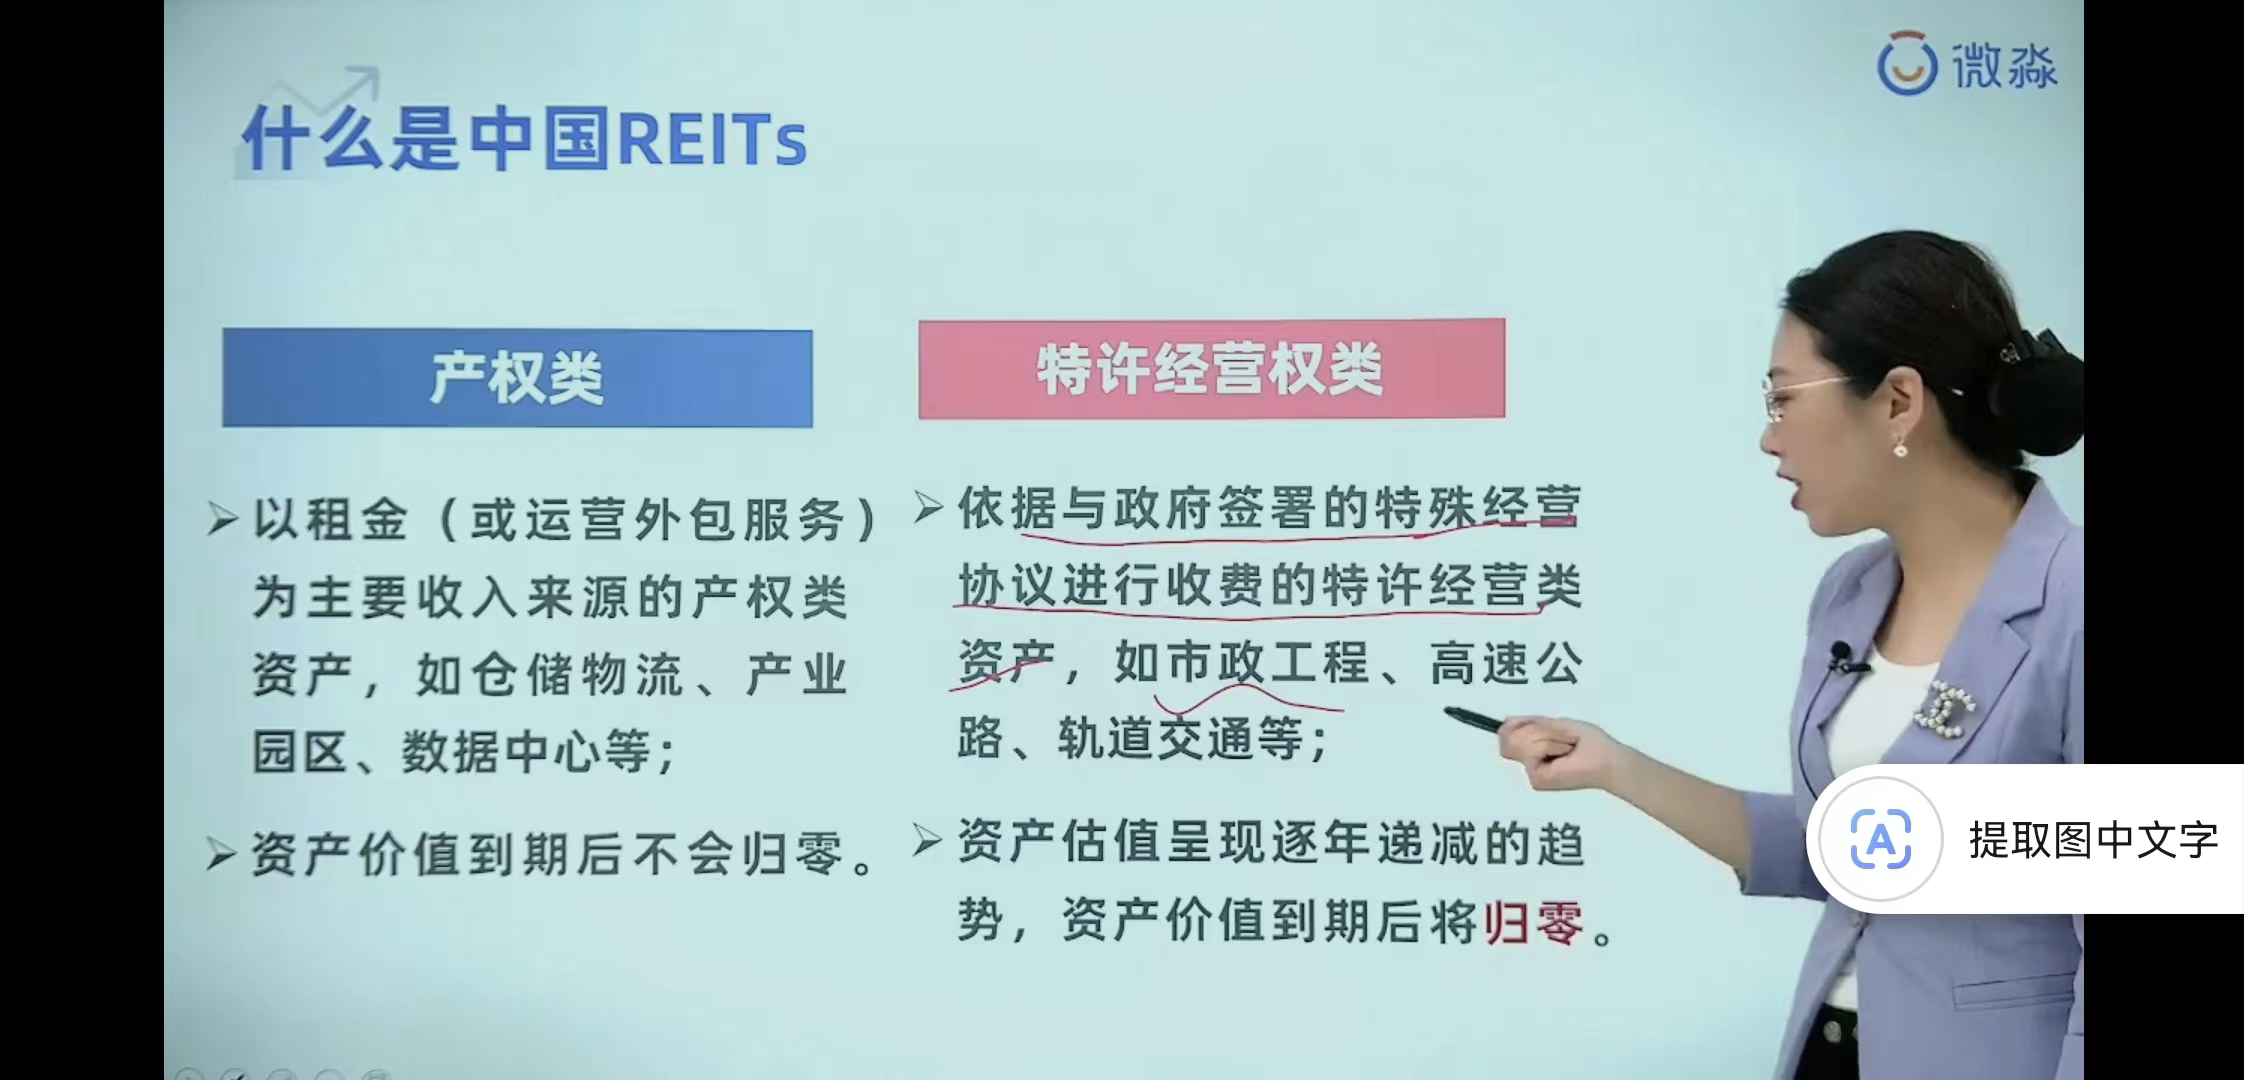 微淼
什么是中国REITs
产权类
以租金（或运营外包服务）
为主要收入来源的产权类
资产，如仓储物流、产业
园区、数据中心等；
资产价值到期后不会归零。
特许经营权类
依据与政府签署的特殊经营
协议进行收费的特许经营类
资产，如市政工程、高速公
路、轨道交通等；
资产估值呈现逐年递减的趋
势，资产价值到期后将归零。
提取图中文字